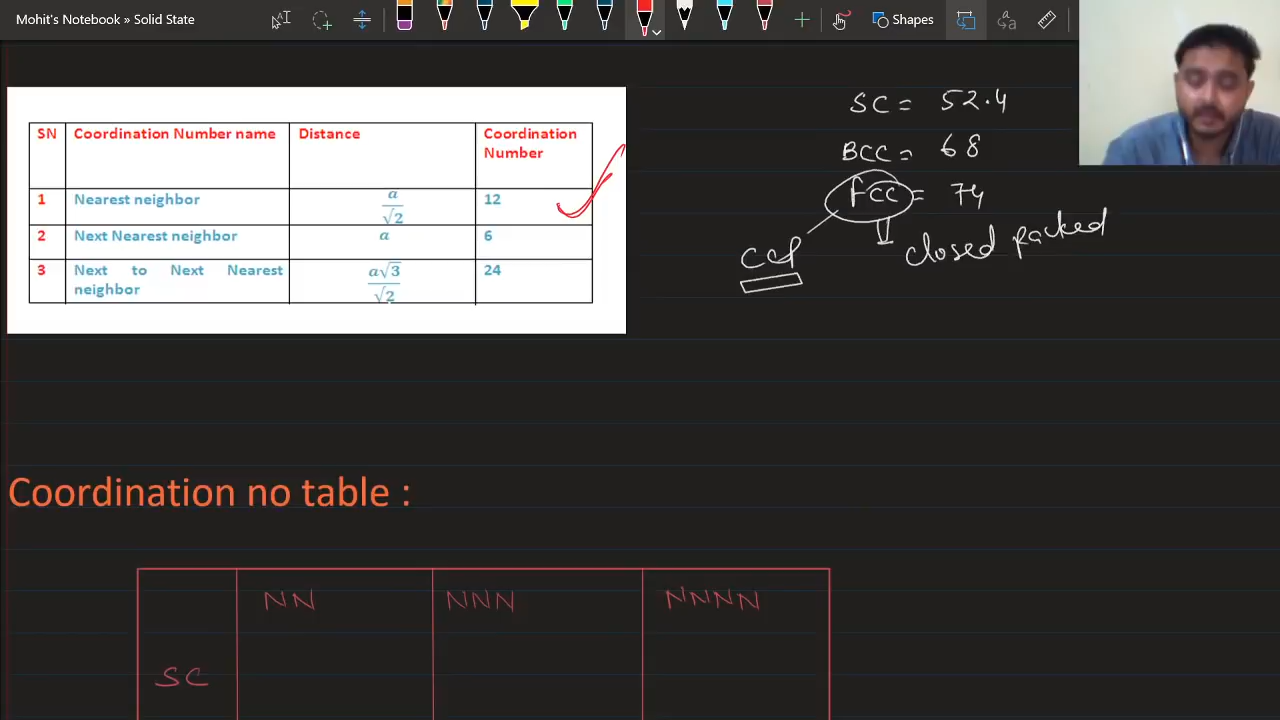 Mohit's Notebook » Solid State
Shapes
SN Coordination Number name Distance Coordination Number
1 Nearest neighbor a/√2 12
2 Next Nearest neighbor a 6
3 Next to Next Nearest neighbor a√3/√2 24
SC = 52.4
BCC = 68
FCC = 74
CCP
closed packed
Coordination no table :
NN NNN NNNN
SC